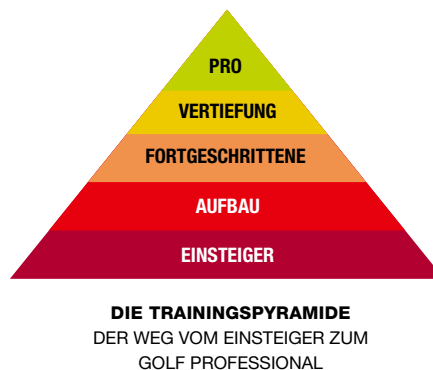 PRO
VERTIEFUNG
FORTGESCHRITTENE
AUFBAU
EINSTEIGER
DIE TRAININGSPYRAMIDE
DER WEG VOM EINSTEIGER ZUM
GOLF PROFESSIONAL